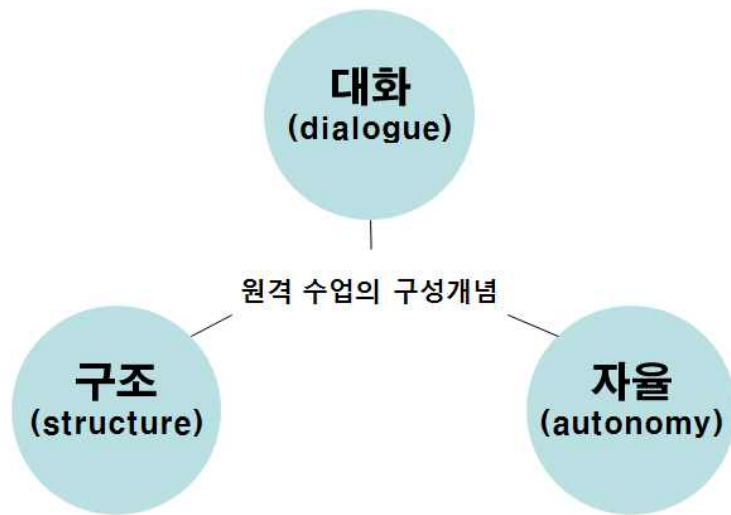 대화
(dialogue)
원격 수업의 구성개념
구조
(structure)
자율
(autonomy)